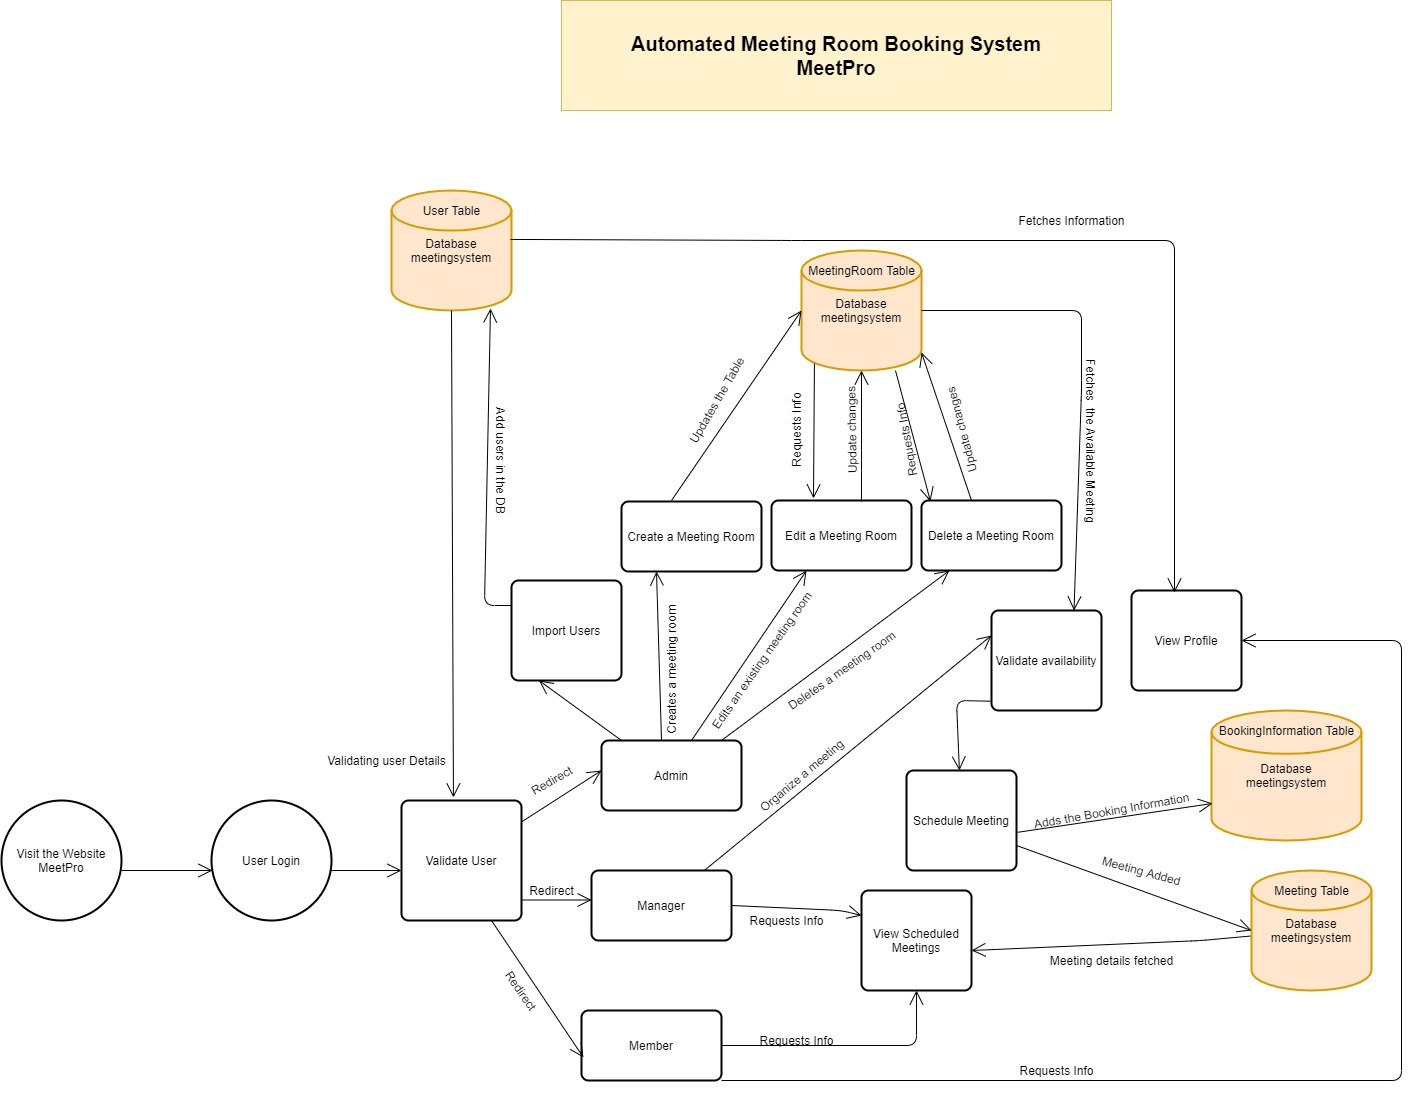 Automated Meeting Room Booking System
MeetPro
User Table
Database
meetingsystem
Fetches Information
MeetingRoom Table
Database
meetingsystem
Updates the Table
Requests Info
Update changes
Requests Info
Update changes
Fetches the Available Meeting
Add users in the DB
Create a Meeting Room
Edit a Meeting Room
Delete a Meeting Room
Import Users
Creates a meeting room
Edits an existing meeting room
Deletes a meeting room
Validate availability
View Profile
BookingInformation Table
Database
meetingsystem
Validating user Details
Redirect
Admin
Organize a meeting
Schedule Meeting
Adds the Booking Information
Visit the Website
MeetPro
User Login
Validate User
Meeting Added
Meeting Table
Database
meetingsystem
Redirect
Manager
Requests Info
View Scheduled
Meetings
Meeting details fetched
Redirect
Member
Requests Info
Requests Info